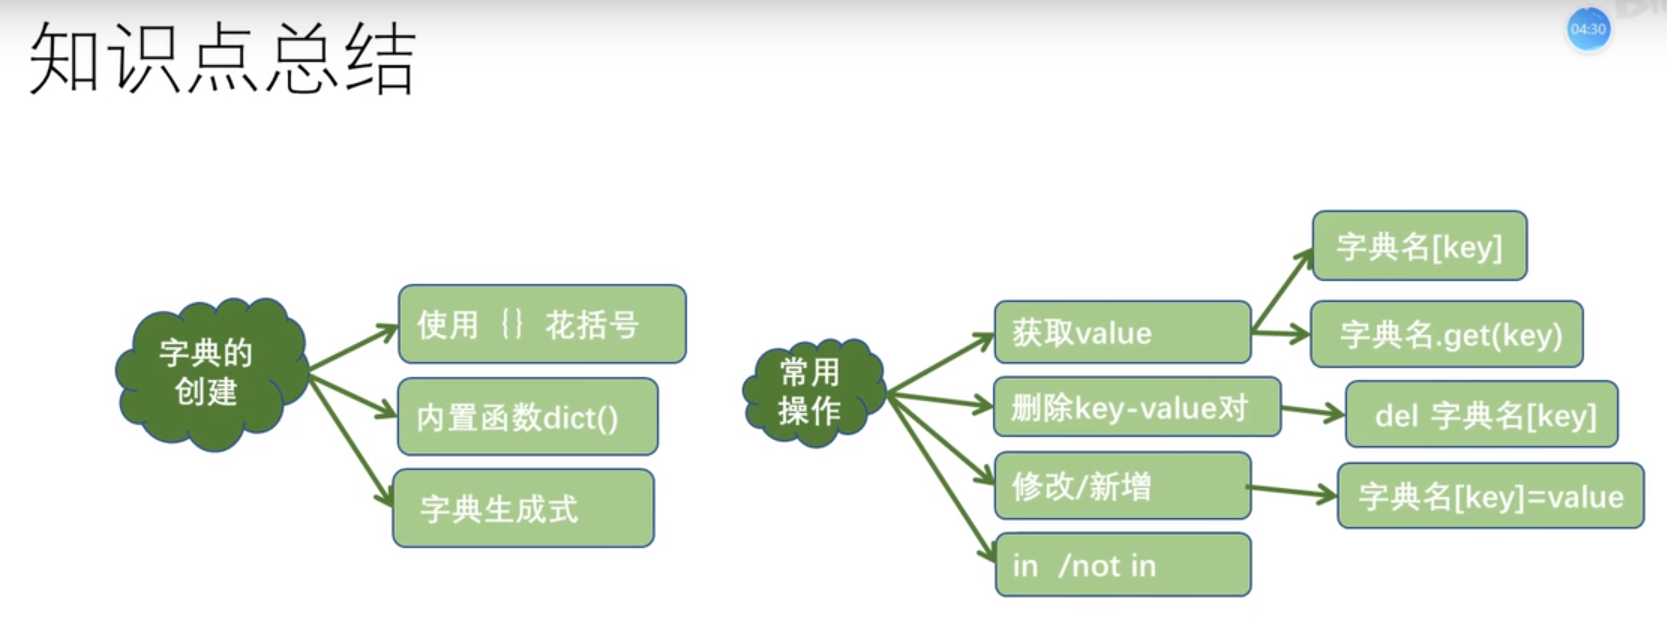 知识点总结
04:30
字典的
创建
使用 {} 花括号
内置函数dict()
字典生成式
常用
操作
获取value
字典名[key]
字典名.get(key)
删除key-value对
del 字典名[key]
修改/新增
字典名[key]=value
in /not in